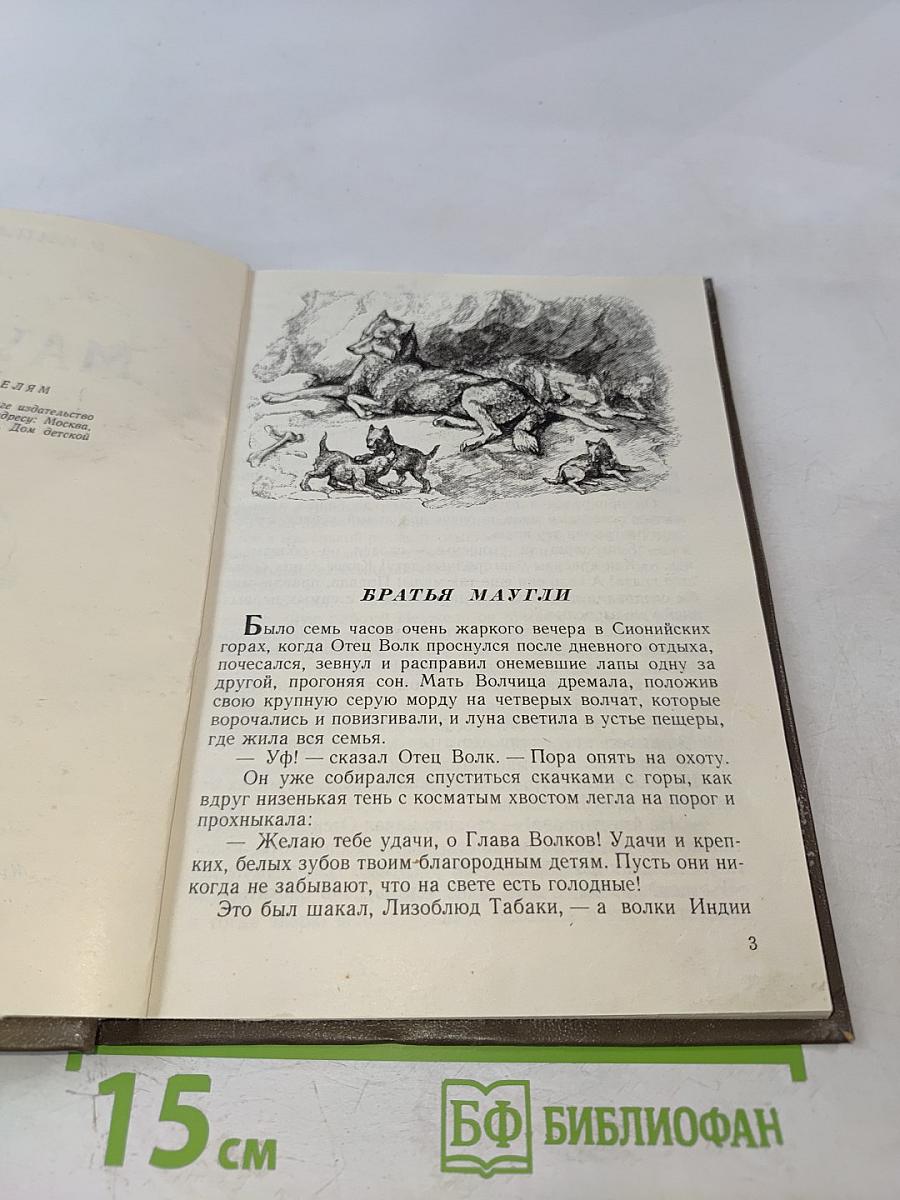 МАУ
ЕЛЯМ
ге издательство
дресу: Москва,
Дом детской
БРАТЬЯ МАУГЛИ
Было семь часов очень жаркого вечера в Сионийских
горах, когда Отец Волк проснулся после дневного отдыха,
почесался, зевнул и расправил онемевшие лапы одну за
другой, прогоняя сон. Мать Волчица дремала, положив
свою крупную серую морду на четверых волчат, которые
ворочались и повизгивали, и луна светила в устье пещеры,
где жила вся семья.
— Уф! — сказал Отец Волк. — Пора опять на охоту.
Он уже собирался спуститься скачками с горы, как
вдруг низенькая тень с косматым хвостом легла на порог и
прохныкала:
— Желаю тебе удачи, о Глава Волков! Удачи и креп-
ких, белых зубов твоим благородным детям. Пусть они ни-
когда не забывают, что на свете есть голодные!
Это был шакал, Лизоблюд Табаки, — а волки Индии
3
15 см
БФ БИБЛИОФАН